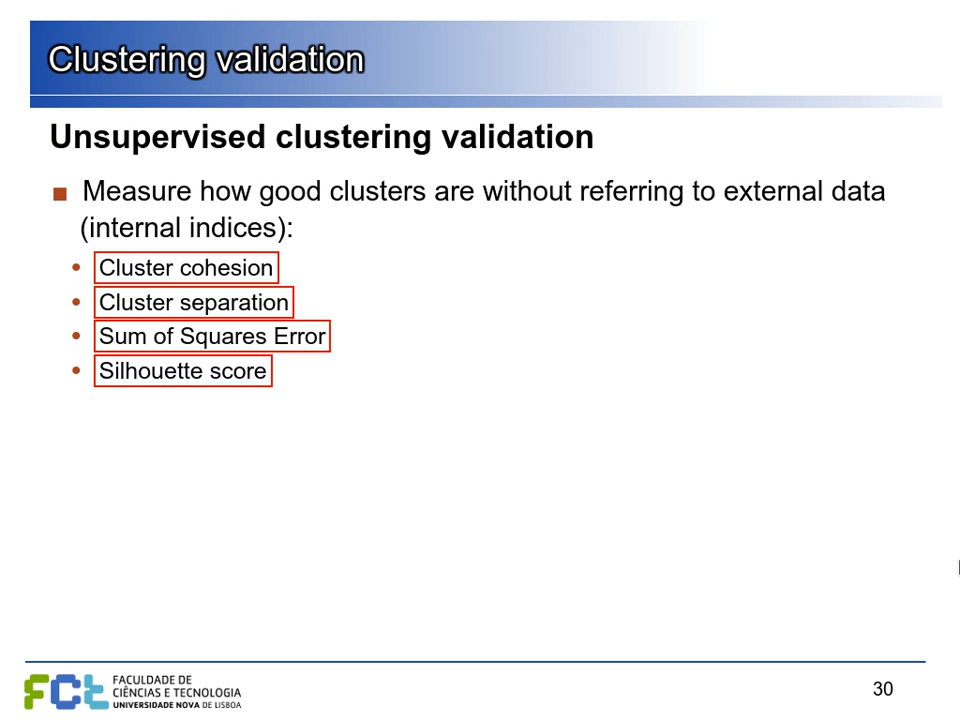 Clustering validation
Unsupervised clustering validation
Measure how good clusters are without referring to external data
(internal indices):
Cluster cohesion
Cluster separation
Sum of Squares Error
Silhouette score
FCT
FACULDADE DE
CIÊNCIAS E TECNOLOGIA
UNIVERSIDADE NOVA DE LISBOA
30